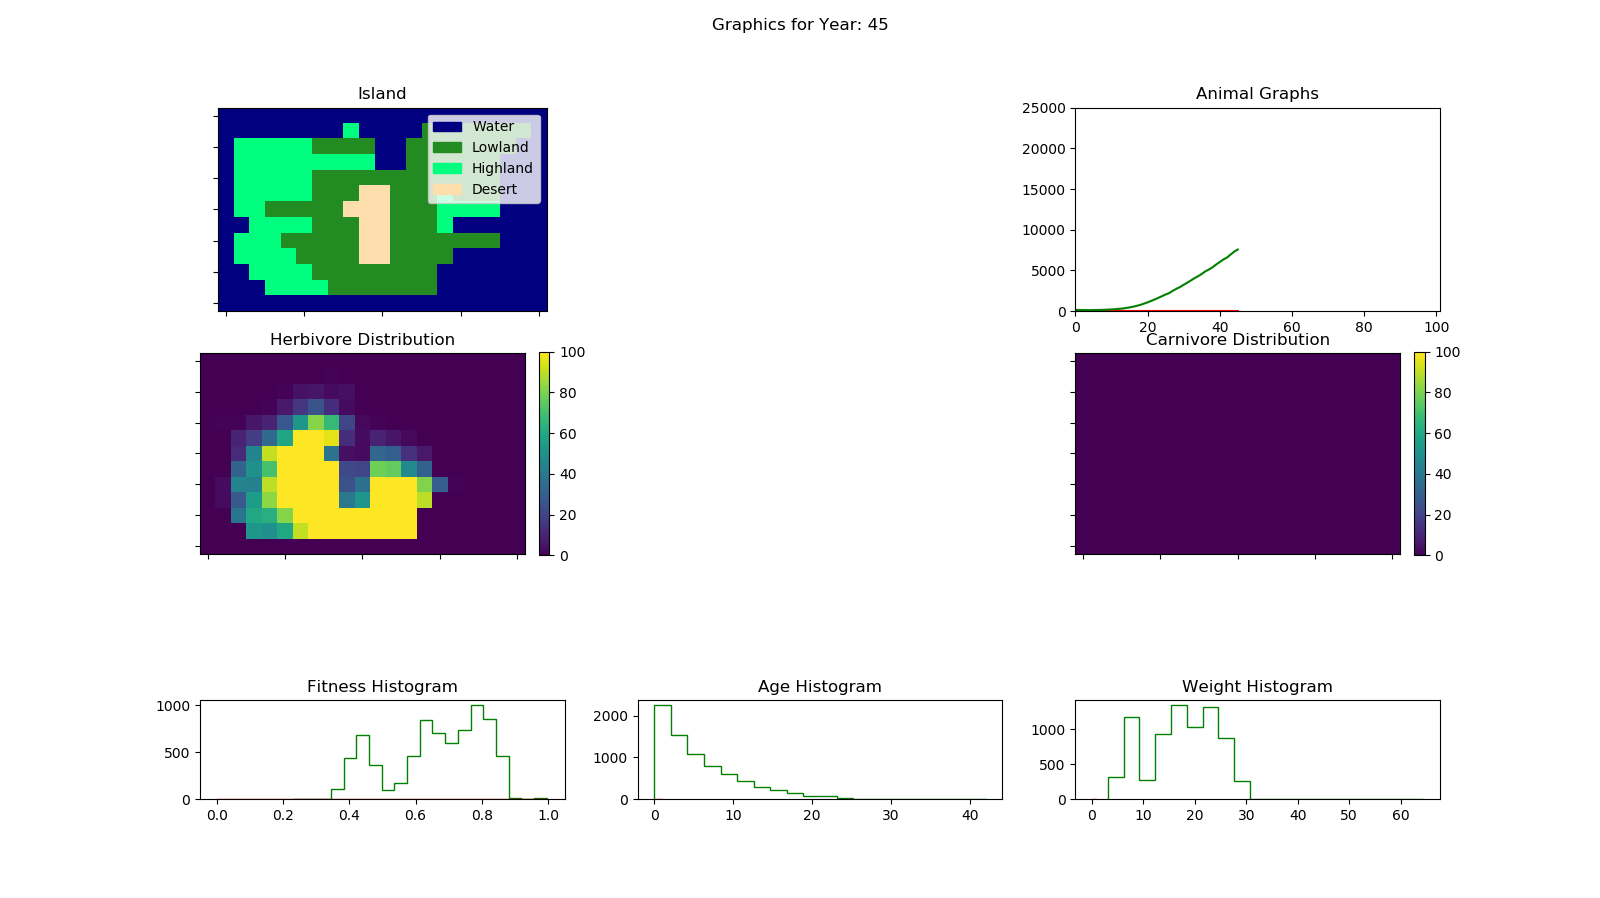 Graphics for Year: 45
Island
Water
Lowland
Highland
Desert
Animal Graphs
25000
20000
15000
10000
5000
0
0 20 40 60 80 100
Herbivore Distribution
100
80
60
40
20
0
Carnivore Distribution
100
80
60
40
20
0
Fitness Histogram
1000
500
0
0.0 0.2 0.4 0.6 0.8 1.0
Age Histogram
2000
1000
0
0 10 20 30 40
Weight Histogram
1000
500
0
0 10 20 30 40 50 60